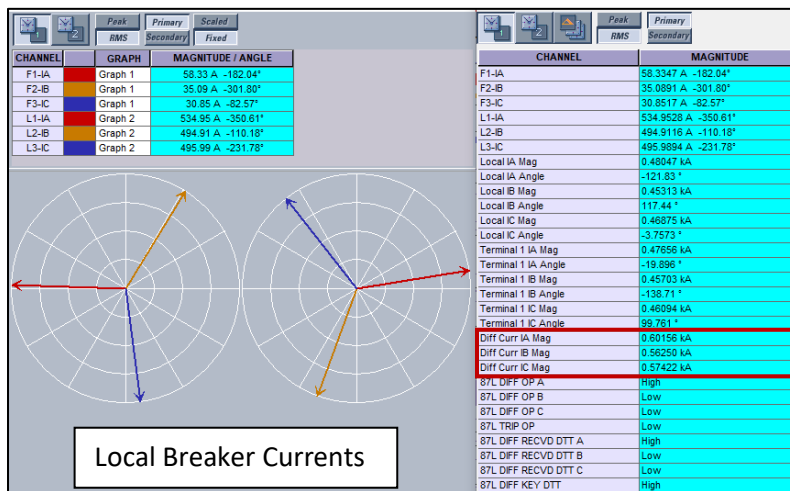 Peak Primary Scaled
RMS Secondary Fixed
CHANNEL GRAPH MAGNITUDE / ANGLE
F1-IA Graph 1 58.33 A -182.04°
F2-IB Graph 1 35.09 A -301.80°
F3-IC Graph 1 30.85 A -82.57°
L1-IA Graph 2 534.95 A -350.61°
L2-IB Graph 2 494.91 A -110.18°
L3-IC Graph 2 495.99 A -231.78°
Local Breaker Currents
Peak Primary
RMS Secondary
CHANNEL MAGNITUDE
F1-IA 58.3347 A -182.04°
F2-IB 35.0891 A -301.80°
F3-IC 30.8517 A -82.57°
L1-IA 534.9528 A -350.61°
L2-IB 494.9116 A -110.18°
L3-IC 495.9894 A -231.78°
Local IA Mag 0.48047 kA
Local IA Angle -121.83 °
Local IB Mag 0.45313 kA
Local IB Angle 117.44 °
Local IC Mag 0.46875 kA
Local IC Angle -3.7573 °
Terminal 1 IA Mag 0.47656 kA
Terminal 1 IA Angle -19.896 °
Terminal 1 IB Mag 0.45703 kA
Terminal 1 IB Angle -138.71 °
Terminal 1 IC Mag 0.46094 kA
Terminal 1 IC Angle 99.761 °
Diff Curr IA Mag 0.60156 kA
Diff Curr IB Mag 0.56250 kA
Diff Curr IC Mag 0.57422 kA
87L DIFF OP A High
87L DIFF OP B Low
87L DIFF OP C Low
87L TRIP OP Low
87L DIFF RECVD DTT A High
87L DIFF RECVD DTT B Low
87L DIFF RECVD DTT C Low
87L DIFF KEY DTT High